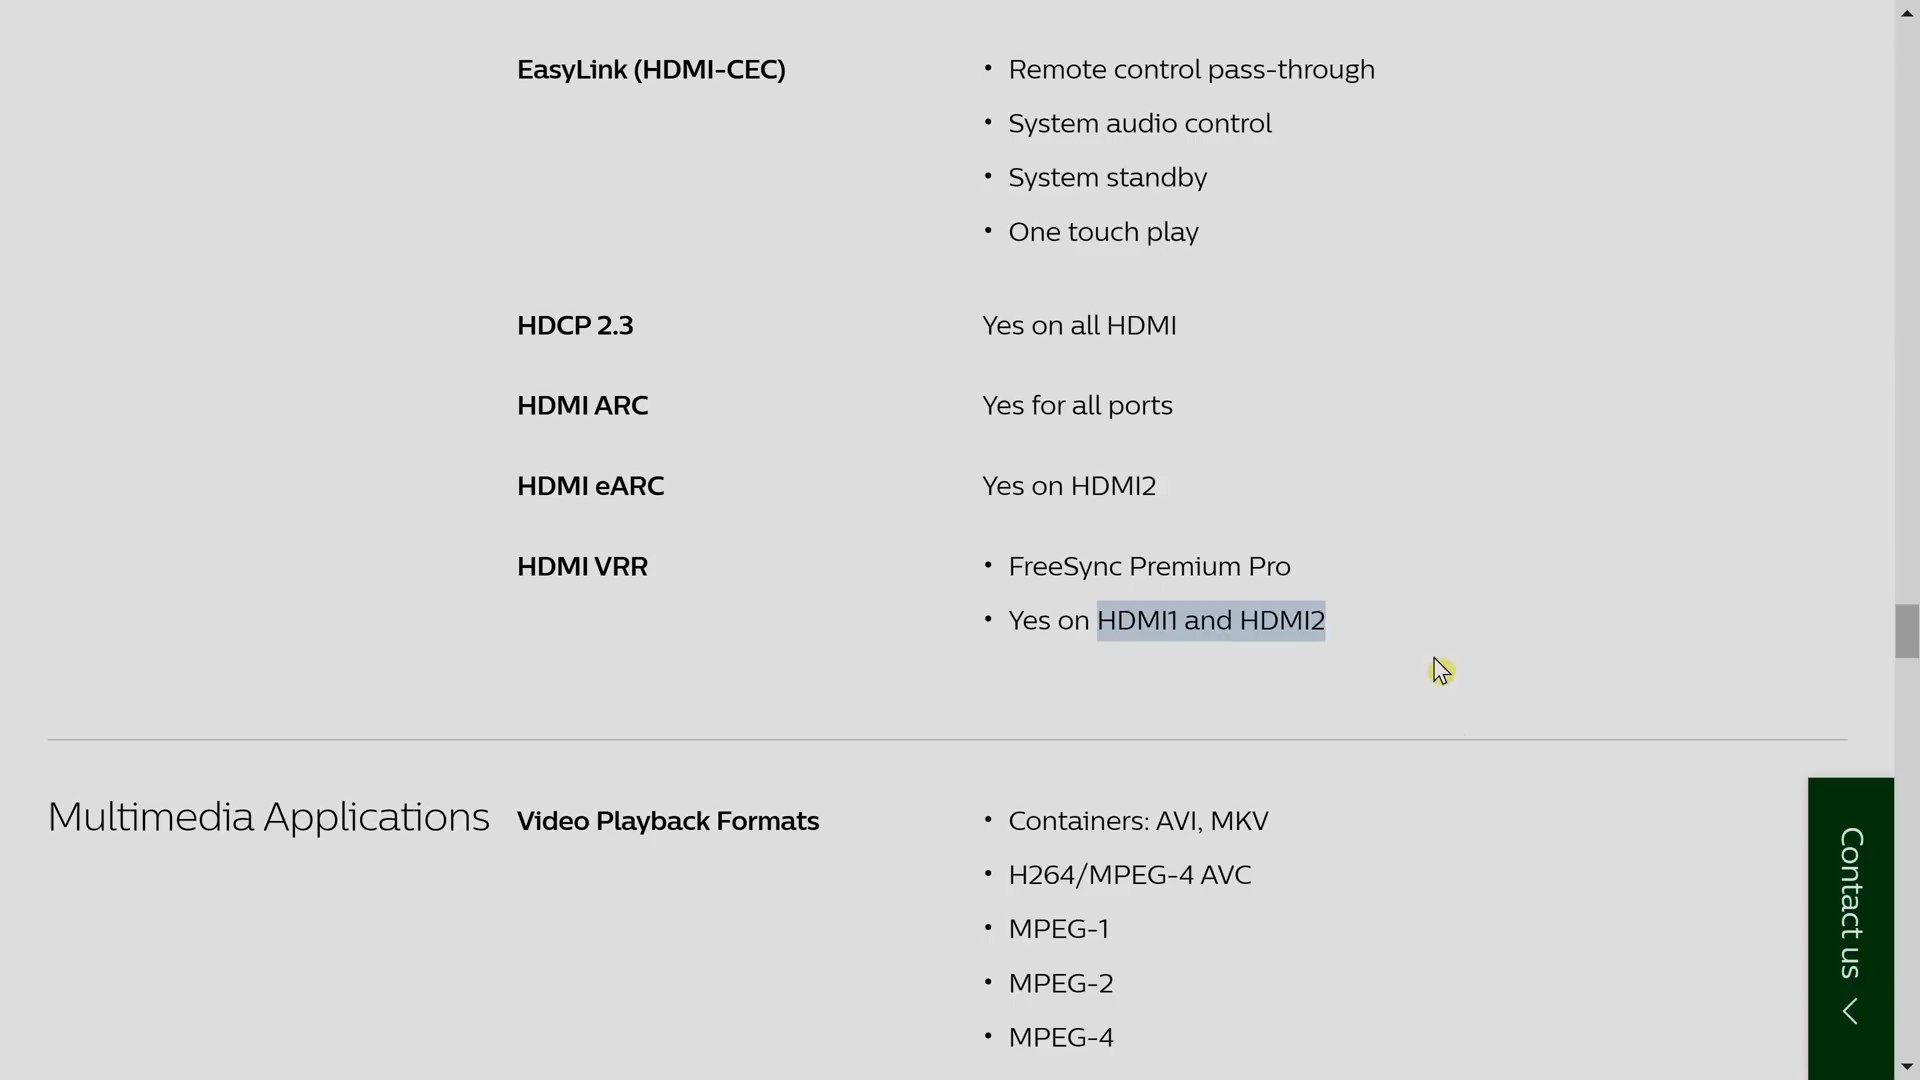 EasyLink (HDMI-CEC)
• Remote control pass-through
• System audio control
• System standby
• One touch play
HDCP 2.3
Yes on all HDMI
HDMI ARC
Yes for all ports
HDMI eARC
Yes on HDMI2
HDMI VRR
• FreeSync Premium Pro
• Yes on HDMI1 and HDMI2
Multimedia Applications
Video Playback Formats
• Containers: AVI, MKV
• H264/MPEG-4 AVC
• MPEG-1
• MPEG-2
• MPEG-4
Contact us